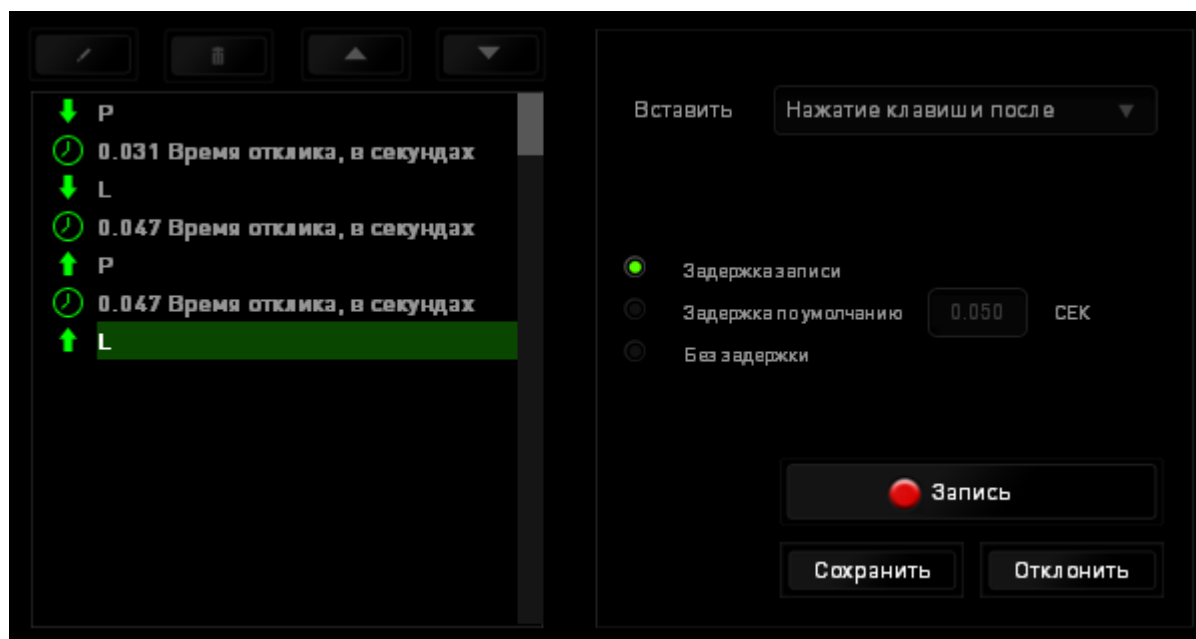 P
0.031 Время отклика, в секундах
L
0.047 Время отклика, в секундах
P
0.047 Время отклика, в секундах
L
Вставить Нажатие клавиши после
Задержка записи
Задержка по умолчанию 0.050 СЕК
Без задержки
Запись
Сохранить Отклонить